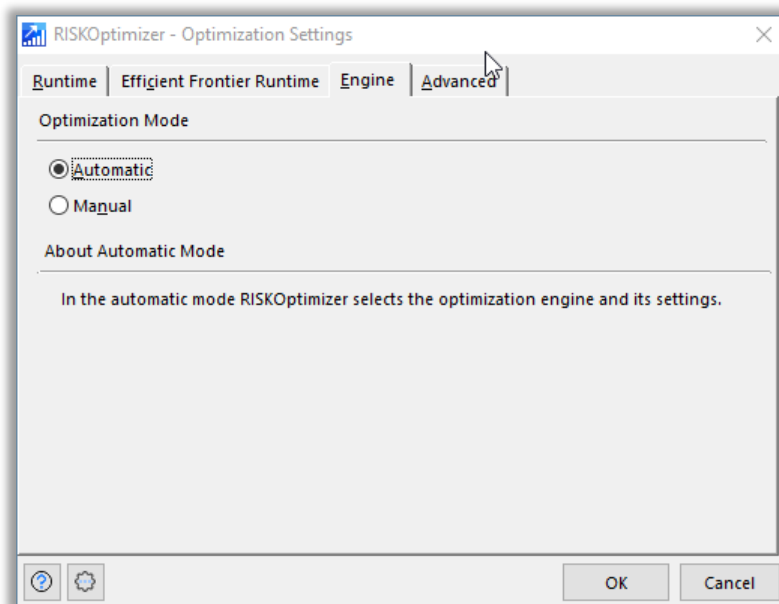 RISKOptimizer - Optimization Settings
Runtime
Efficient Frontier Runtime
Engine
Advanced
Optimization Mode
Automatic
Manual
About Automatic Mode
In the automatic mode RISKOptimizer selects the optimization engine and its settings.
?
OK
Cancel